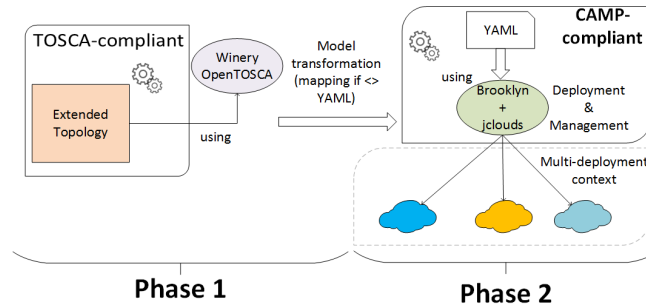 TOSCA-compliant
Winery
OpenTOSCA
Extended
Topology
using
Model
transformation
(mapping if <>
YAML)
CAMP-
compliant
YAML
using
Brooklyn
+
jclouds
Deployment
&
Management
Multi-deployment
context
Phase 1
Phase 2